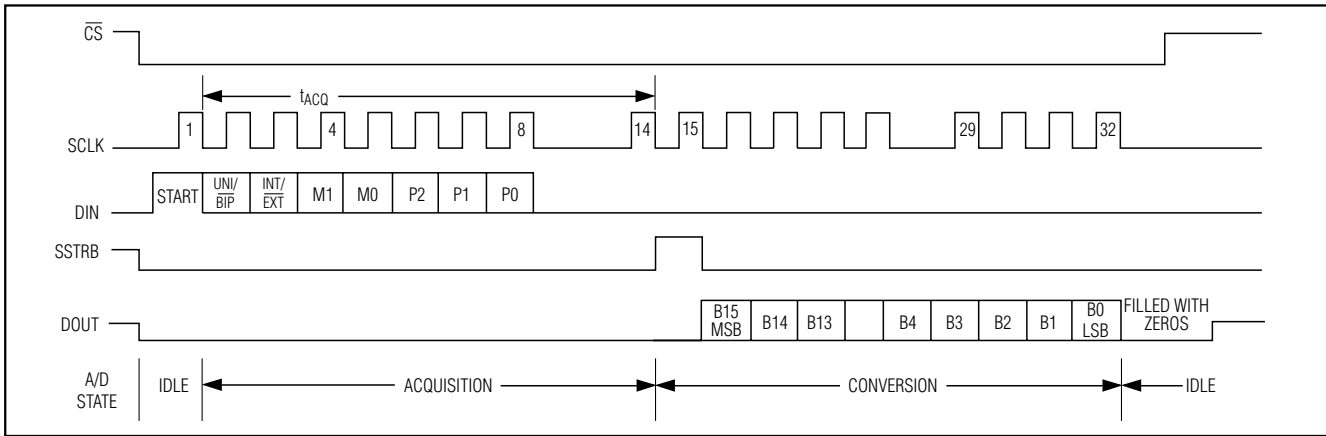 CS
tACQ
1 4 8 14 15 29 32
SCLK
START UNI/ BIP INT/ EXT M1 M0 P2 P1 P0
DIN
SSTRB
B15 MSB B14 B13 B4 B3 B2 B1 B0 LSB FILLED WITH ZEROS
DOUT
A/D STATE IDLE ACQUISITION CONVERSION IDLE